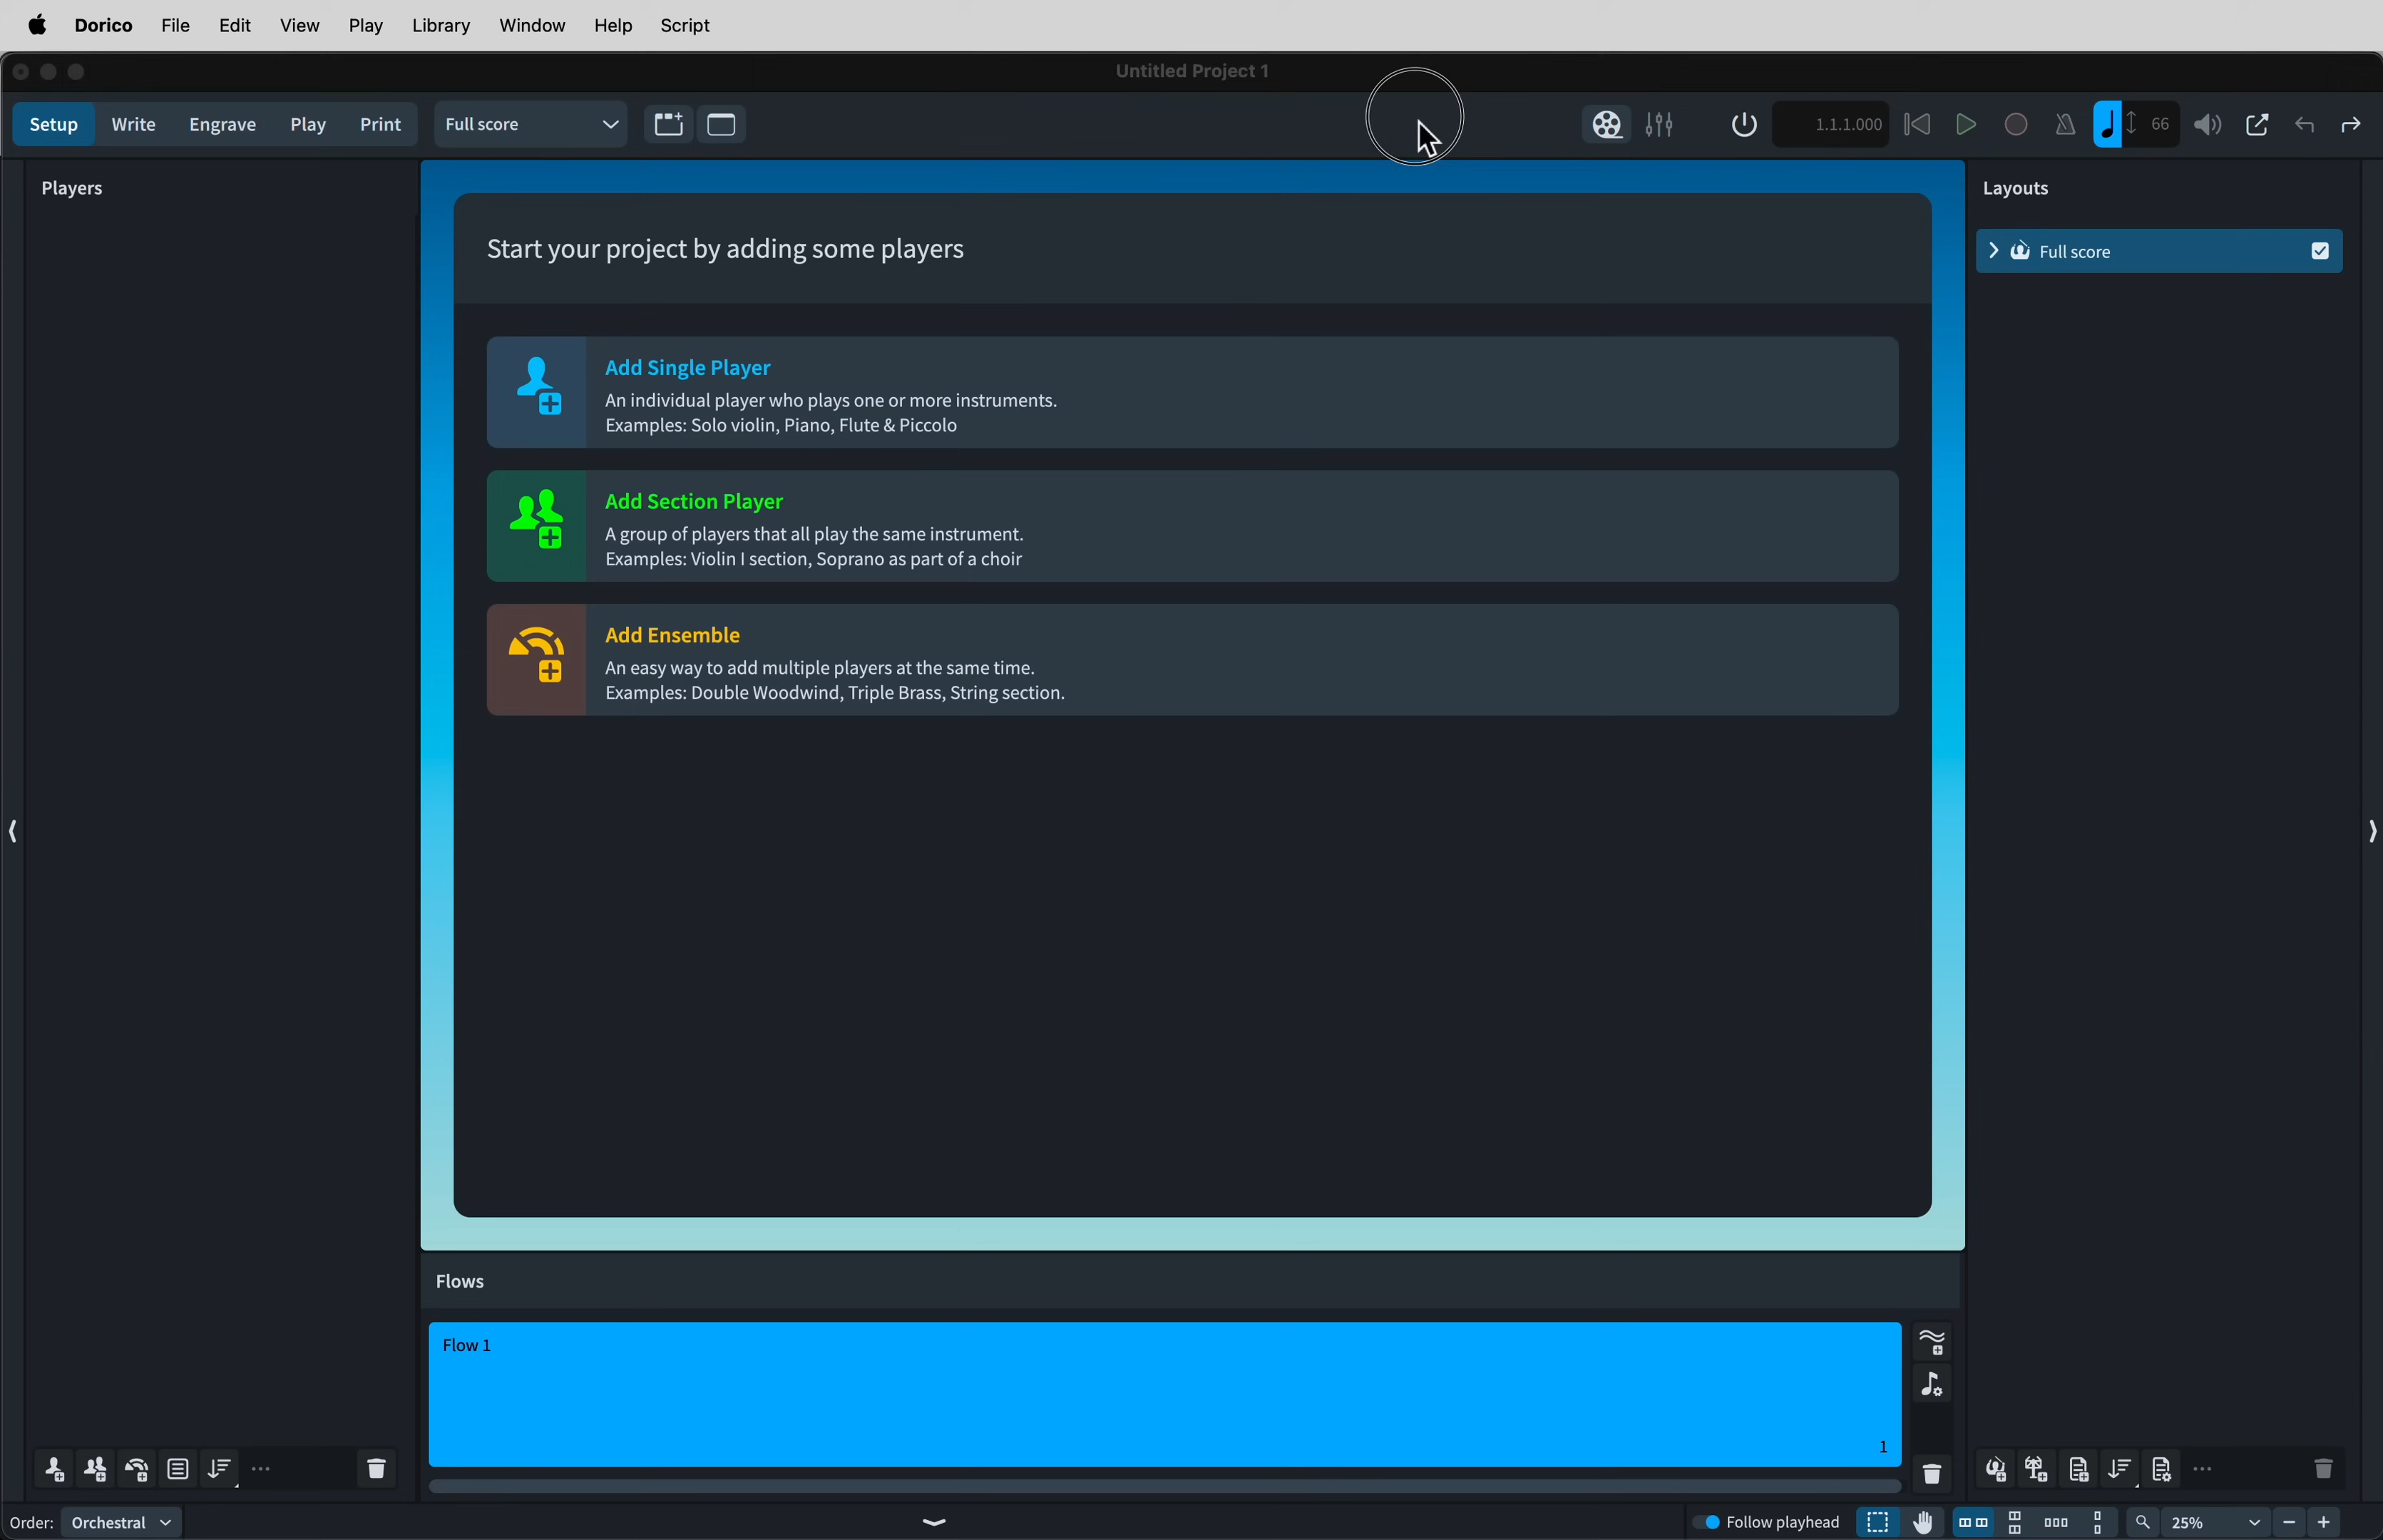 Dorico File Edit View Play Library Window Help Script
Untitled Project 1
Setup Write Engrave Play Print Full score 1.1.1.000 66
Players
Layouts
Start your project by adding some players
Full score
Add Single Player
An individual player who plays one or more instruments.
Examples: Solo violin, Piano, Flute & Piccolo
Add Section Player
A group of players that all play the same instrument.
Examples: Violin I section, Soprano as part of a choir
Add Ensemble
An easy way to add multiple players at the same time.
Examples: Double Woodwind, Triple Brass, String section.
Flows
Flow 1
1
Order: Orchestral Follow playhead 25%